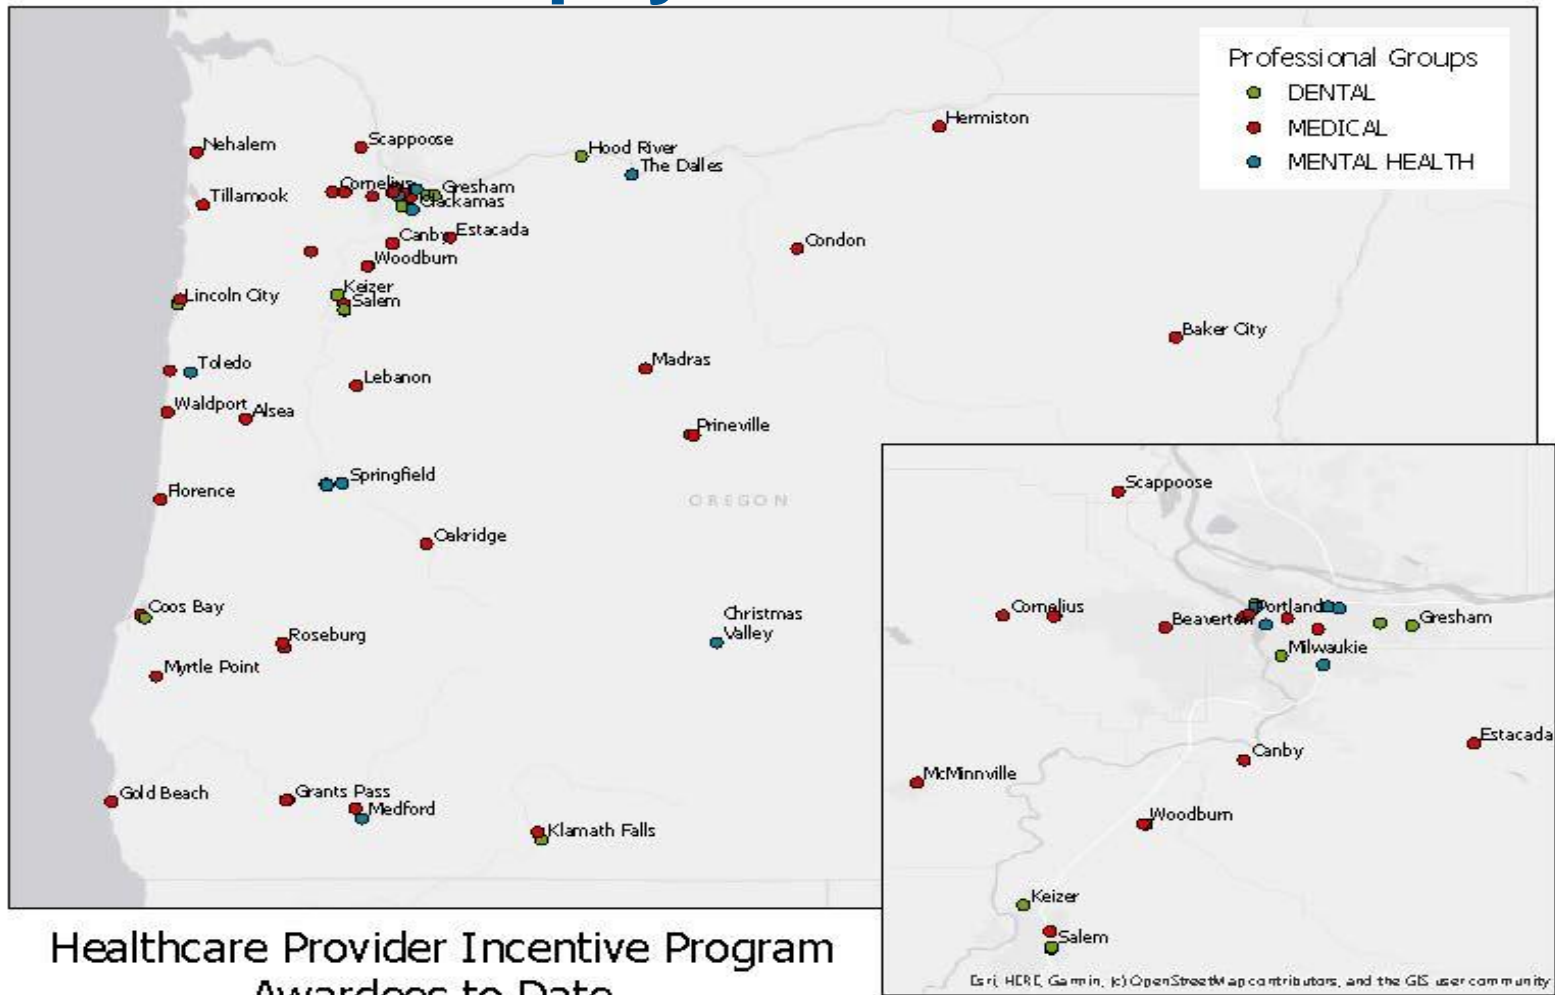 Professional Groups
DENTAL
MEDICAL
MENTAL HEALTH
Hermiston
Nehalem
Scappoose
Hood River
The Dalles
Cornelius
Gresham
Tillamook
Clackamas
Canby
Estacada
Condon
Woodburn
Keizer
Lincoln City
Salem
Baker City
Toledo
Madras
Lebanon
Waldport
Alsea
Prineville
Springfield
Florence
OREGON
Oakridge
Coos Bay
Christmas
Valley
Roseburg
Myrtle Point
Gold Beach
Grants Pass
Medford
Klamath Falls
Scappoose
Cornelius
Portland
Beaverton
Gresham
Milwaukie
Estacada
Canby
McMinnville
Woodburn
Keizer
Salem
Esri, HERE, Garmin, (c) OpenStreetMap contributors, and the GIS user community
Healthcare Provider Incentive Program
Awardees to Date